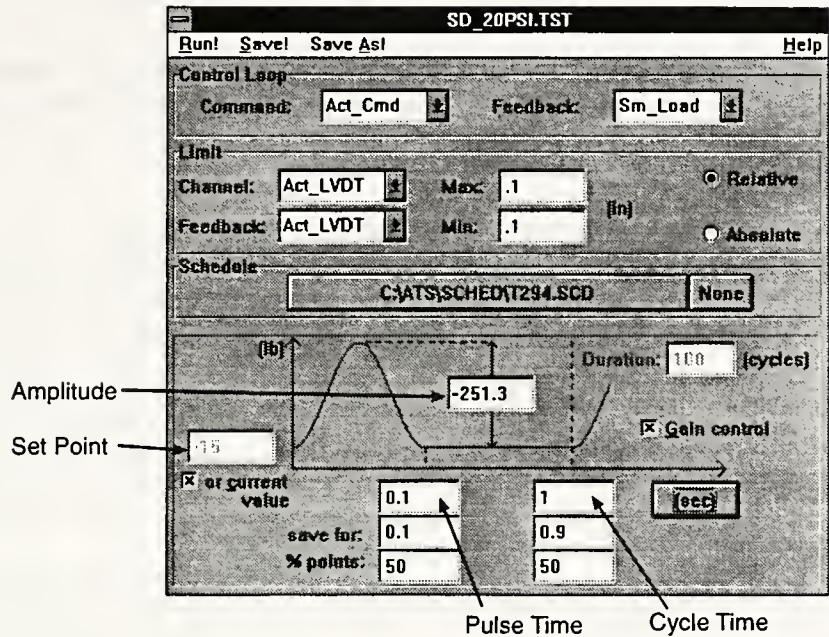 SD_20PSI.TST
Run! Save! Save As! Help
Control Loop
Command: Act_Cmd Feedback: Sm_Load
Limit
Channel: Act_LVDT Max: .1 Relative
(in)
Feedback: Act_LVDT Min: .1 Absolute
Schedule
C:\ATS\SCHED\T294.SCD None
(lb) Duration: 100 (cycles)
Amplitude -251.3
Gain control
Set Point -15
or current
value
0.1 1 (sec)
save for: 0.1 0.9
% points: 50 50
Pulse Time Cycle Time